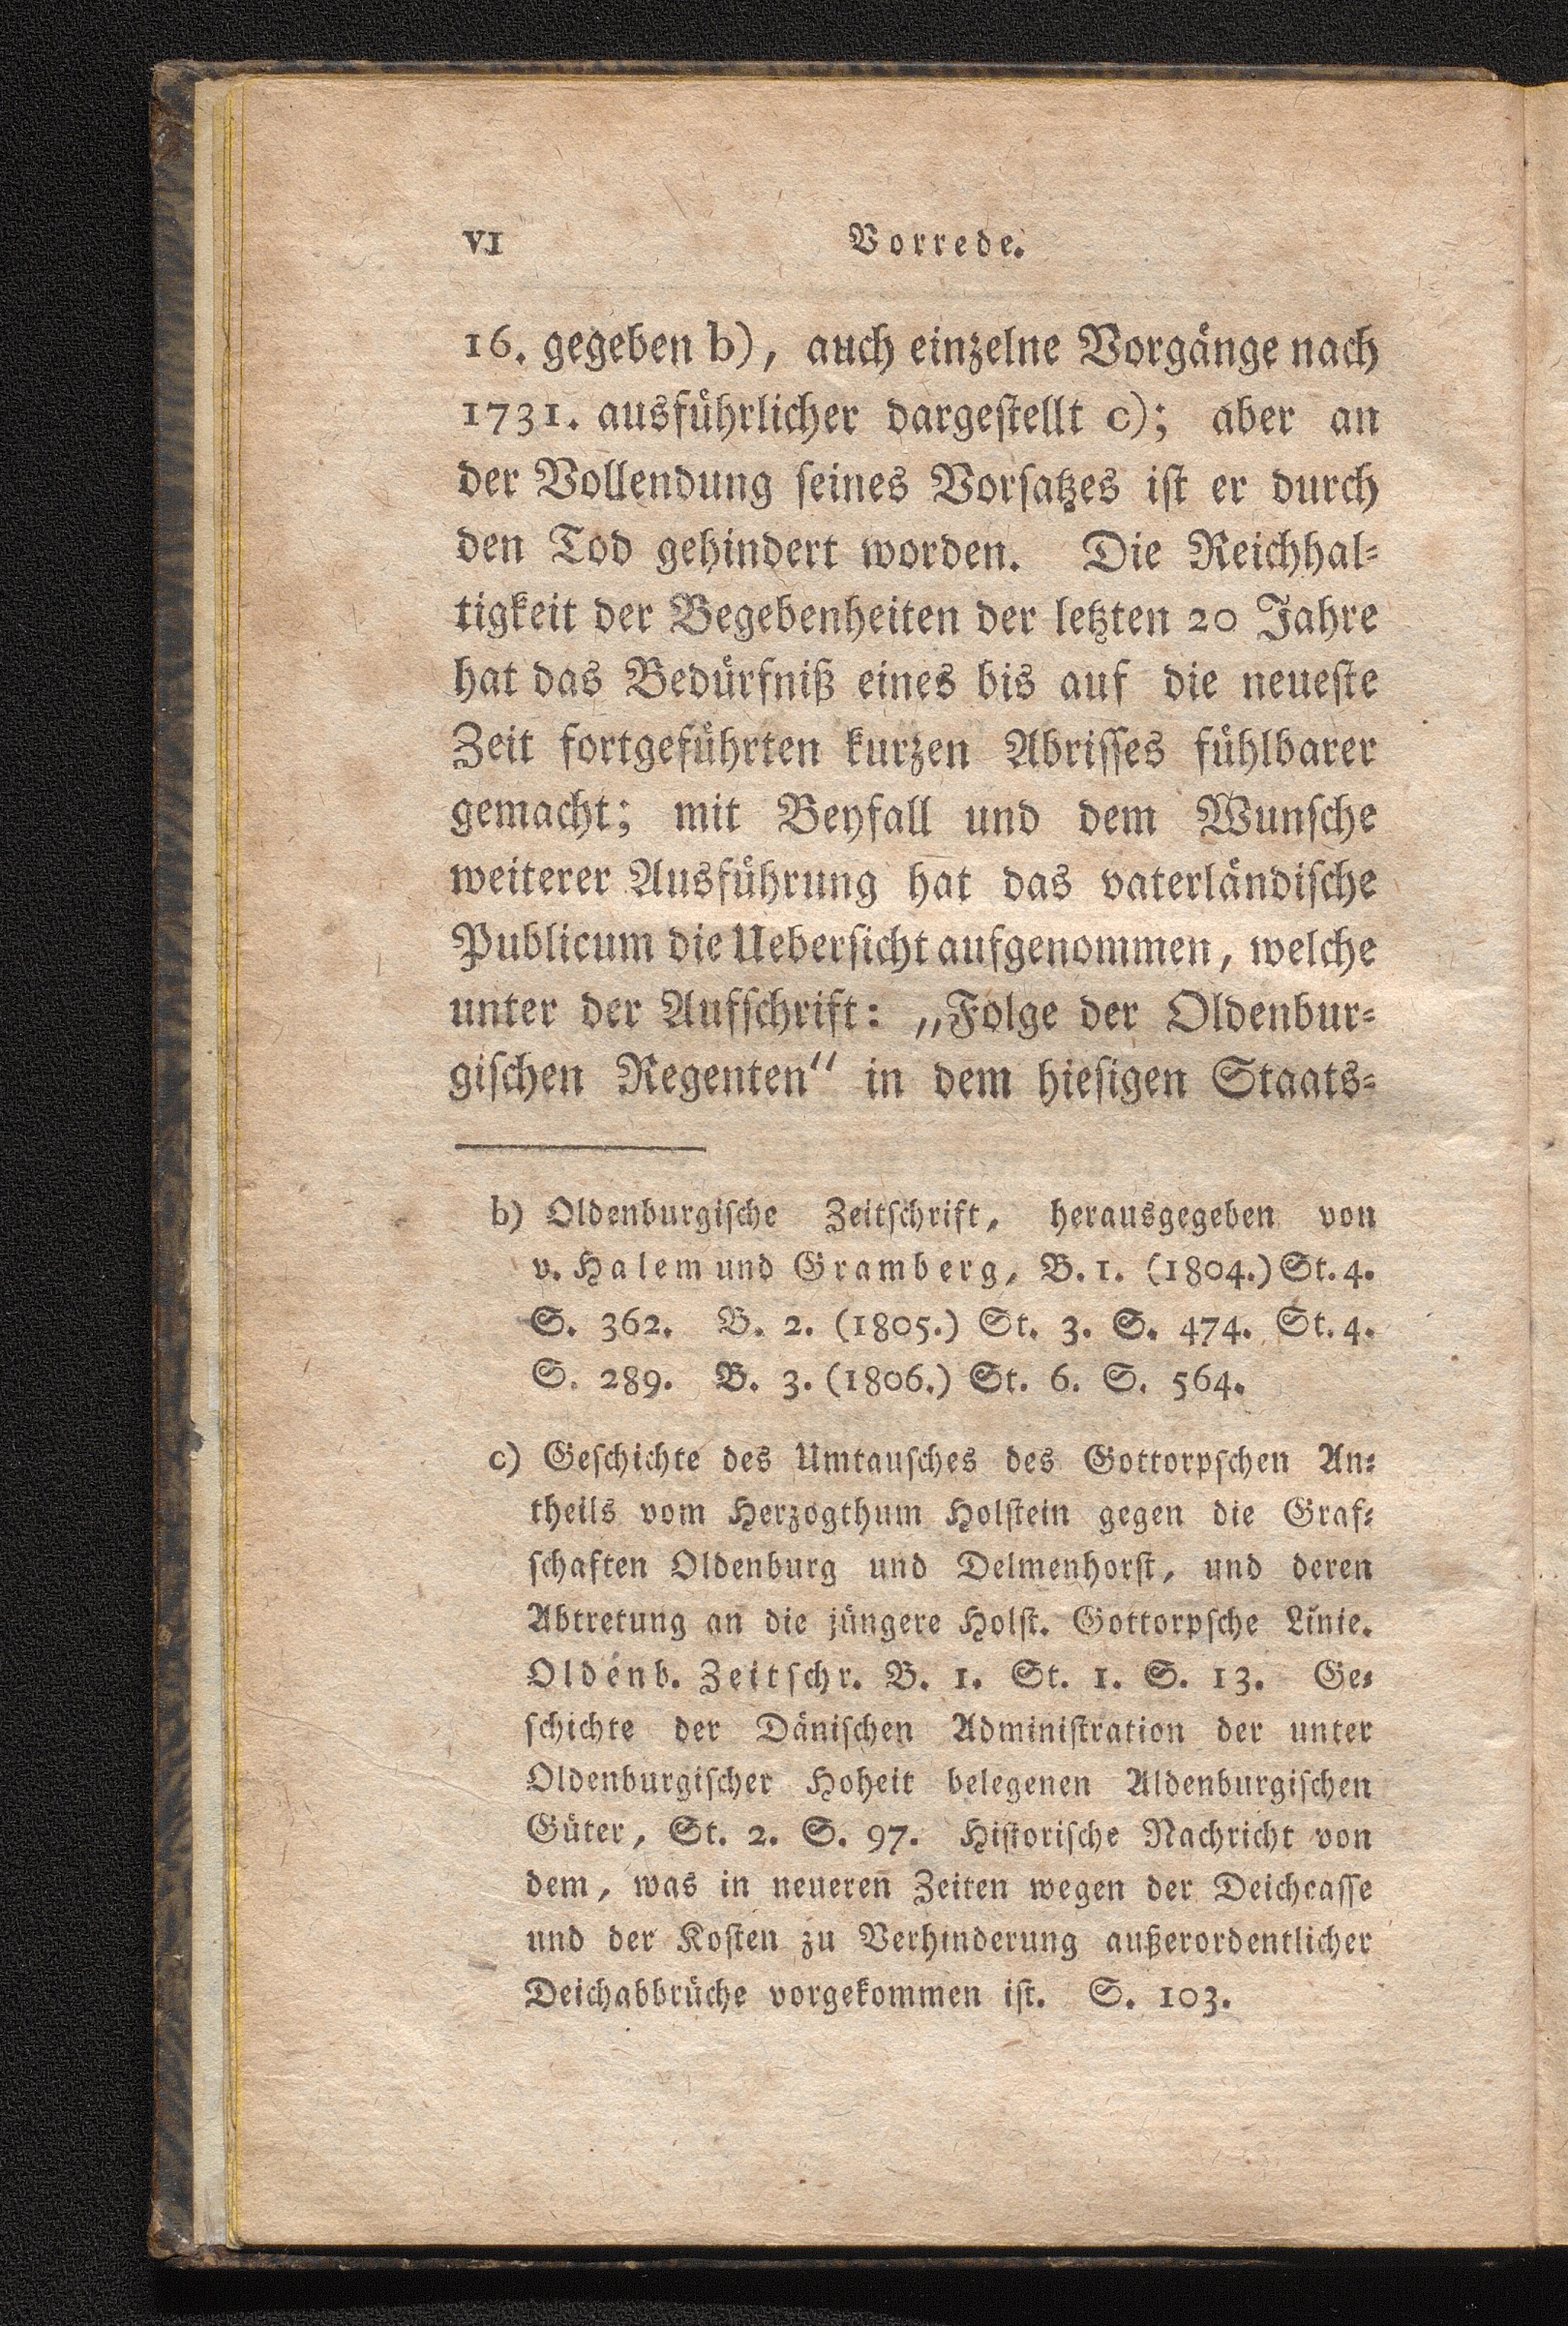 VI Vorrede.
16. gegeben b), auch einzelne Vorgänge nach
1731. ausführlicher dargestellt c); aber an
der Vollendung seines Vorsatzes ist er durch
den Tod gehindert worden. Die Reichhal-
tigkeit der Begebenheiten der letzten 20 Jahre
hat das Bedürfniß eines bis auf die neueste
Zeit fortgeführten kurzen Abrisses fühlbarer
gemacht; mit Beyfall und dem Wunsche
weiterer Ausführung hat das vaterländische
Publicum die Uebersicht aufgenommen, welche
unter der Aufschrift: „Folge der Oldenbur-
gischen Regenten“ in dem hiesigen Staats-
b) Oldenburgische Zeitschrift, herausgegeben von
v. Halem und Gramberg, B. 1. (1804.) St. 4.
S. 362. B. 2. (1805.) St. 3. S. 474. St. 4.
S. 289. B. 3. (1806.) St. 6. S. 564.
c) Geschichte des Umtausches des Gottorpschen An-
theils vom Herzogthum Holstein gegen die Graf-
schaften Oldenburg und Delmenhorst, und deren
Abtretung an die jüngere Holst. Gottorpsche Linie.
Oldenb. Zeitschr. B. 1. St. 1. S. 13. Ge-
schichte der Dänischen Administration der unter
Oldenburgischer Hoheit belegenen Aldenburgischen
Güter, St. 2. S. 97. Historische Nachricht von
dem, was in neueren Zeiten wegen der Deichcasse
und der Kosten zu Verhinderung außerordentlicher
Deichabbrüche vorgekommen ist. S. 103.